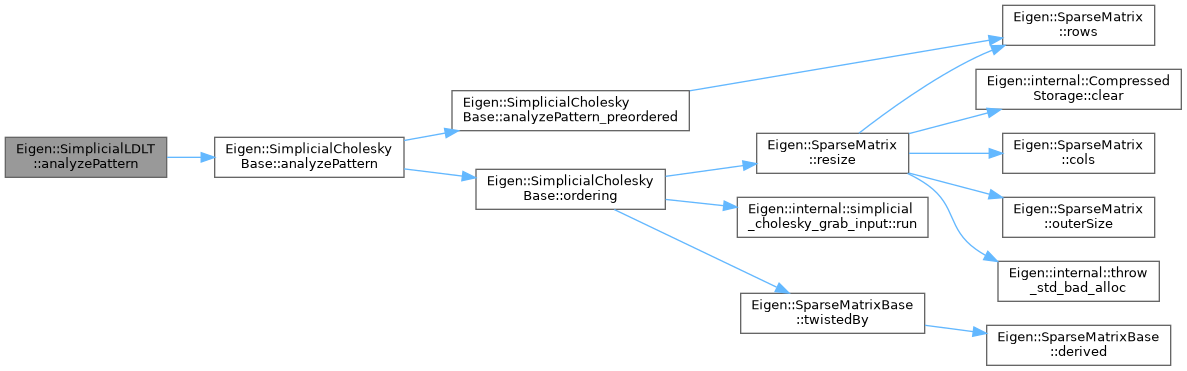 Eigen::SimplicialLDLT
::analyzePattern
Eigen::SimplicialCholesky
Base::analyzePattern
Eigen::SimplicialCholesky
Base::analyzePattern_preordered
Eigen::SimplicialCholesky
Base::ordering
Eigen::SparseMatrix
::resize
Eigen::internal::simplicial
_cholesky_grab_input::run
Eigen::SparseMatrixBase
::twistedBy
Eigen::SparseMatrix
::rows
Eigen::internal::Compressed
Storage::clear
Eigen::SparseMatrix
::cols
Eigen::SparseMatrix
::outerSize
Eigen::internal::throw
_std_bad_alloc
Eigen::SparseMatrixBase
::derived